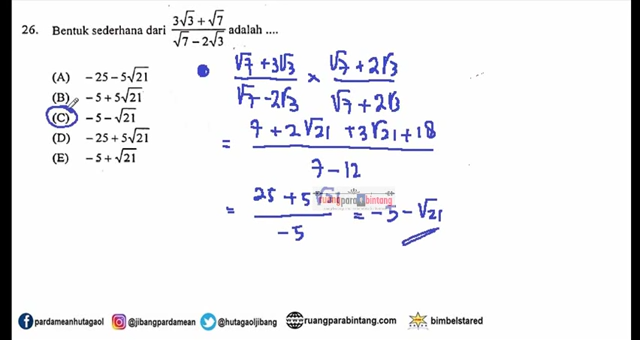 26. Bentuk sederhana dari (3√3 + √7)/(√7 − 2√3) adalah ....
(A) −25 − 5√21
(B) −5 + 5√21
(C) −5 − √21
(D) −25 + 5√21
(E) −5 + √21
(√7 + 3√3)/(√7 − 2√3) × (√7 + 2√3)/(√7 + 2√3)
= (7 + 2√21 + 3√21 + 18)/(7 − 12)
= (25 + 5√21)/(−5) = −5 − √21
ruangparabintang
pardameanhutagaol @jibangpardamean @hutagaoljibang www.ruangparabintang.com bimbelstared